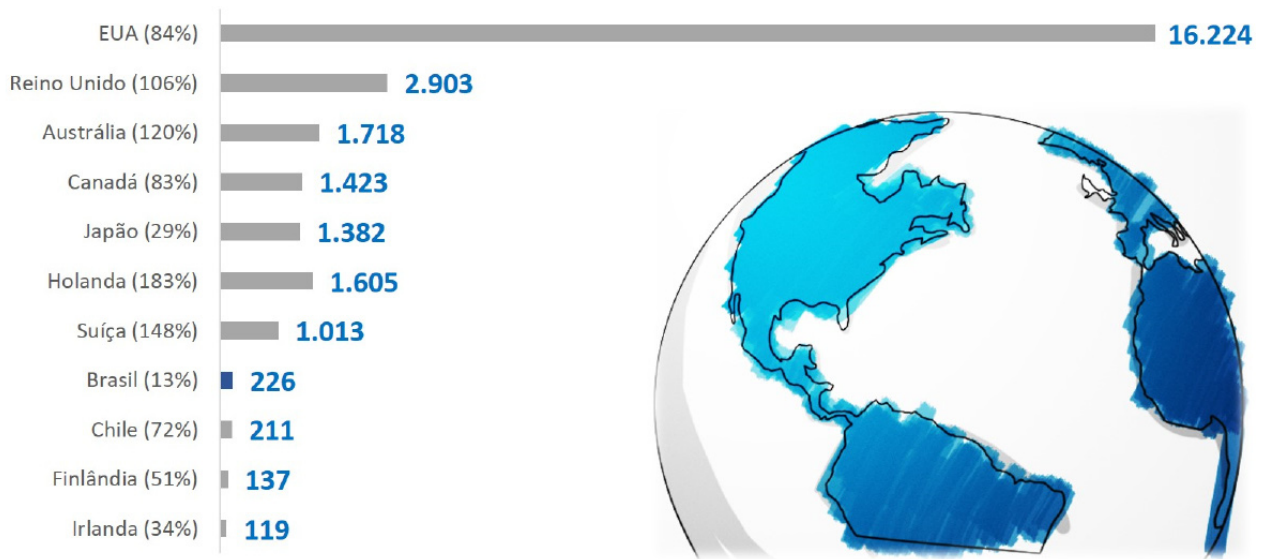 EUA (84%) 16.224
Reino Unido (106%) 2.903
Austrália (120%) 1.718
Canadá (83%) 1.423
Japão (29%) 1.382
Holanda (183%) 1.605
Suíça (148%) 1.013
Brasil (13%) 226
Chile (72%) 211
Finlândia (51%) 137
Irlanda (34%) 119